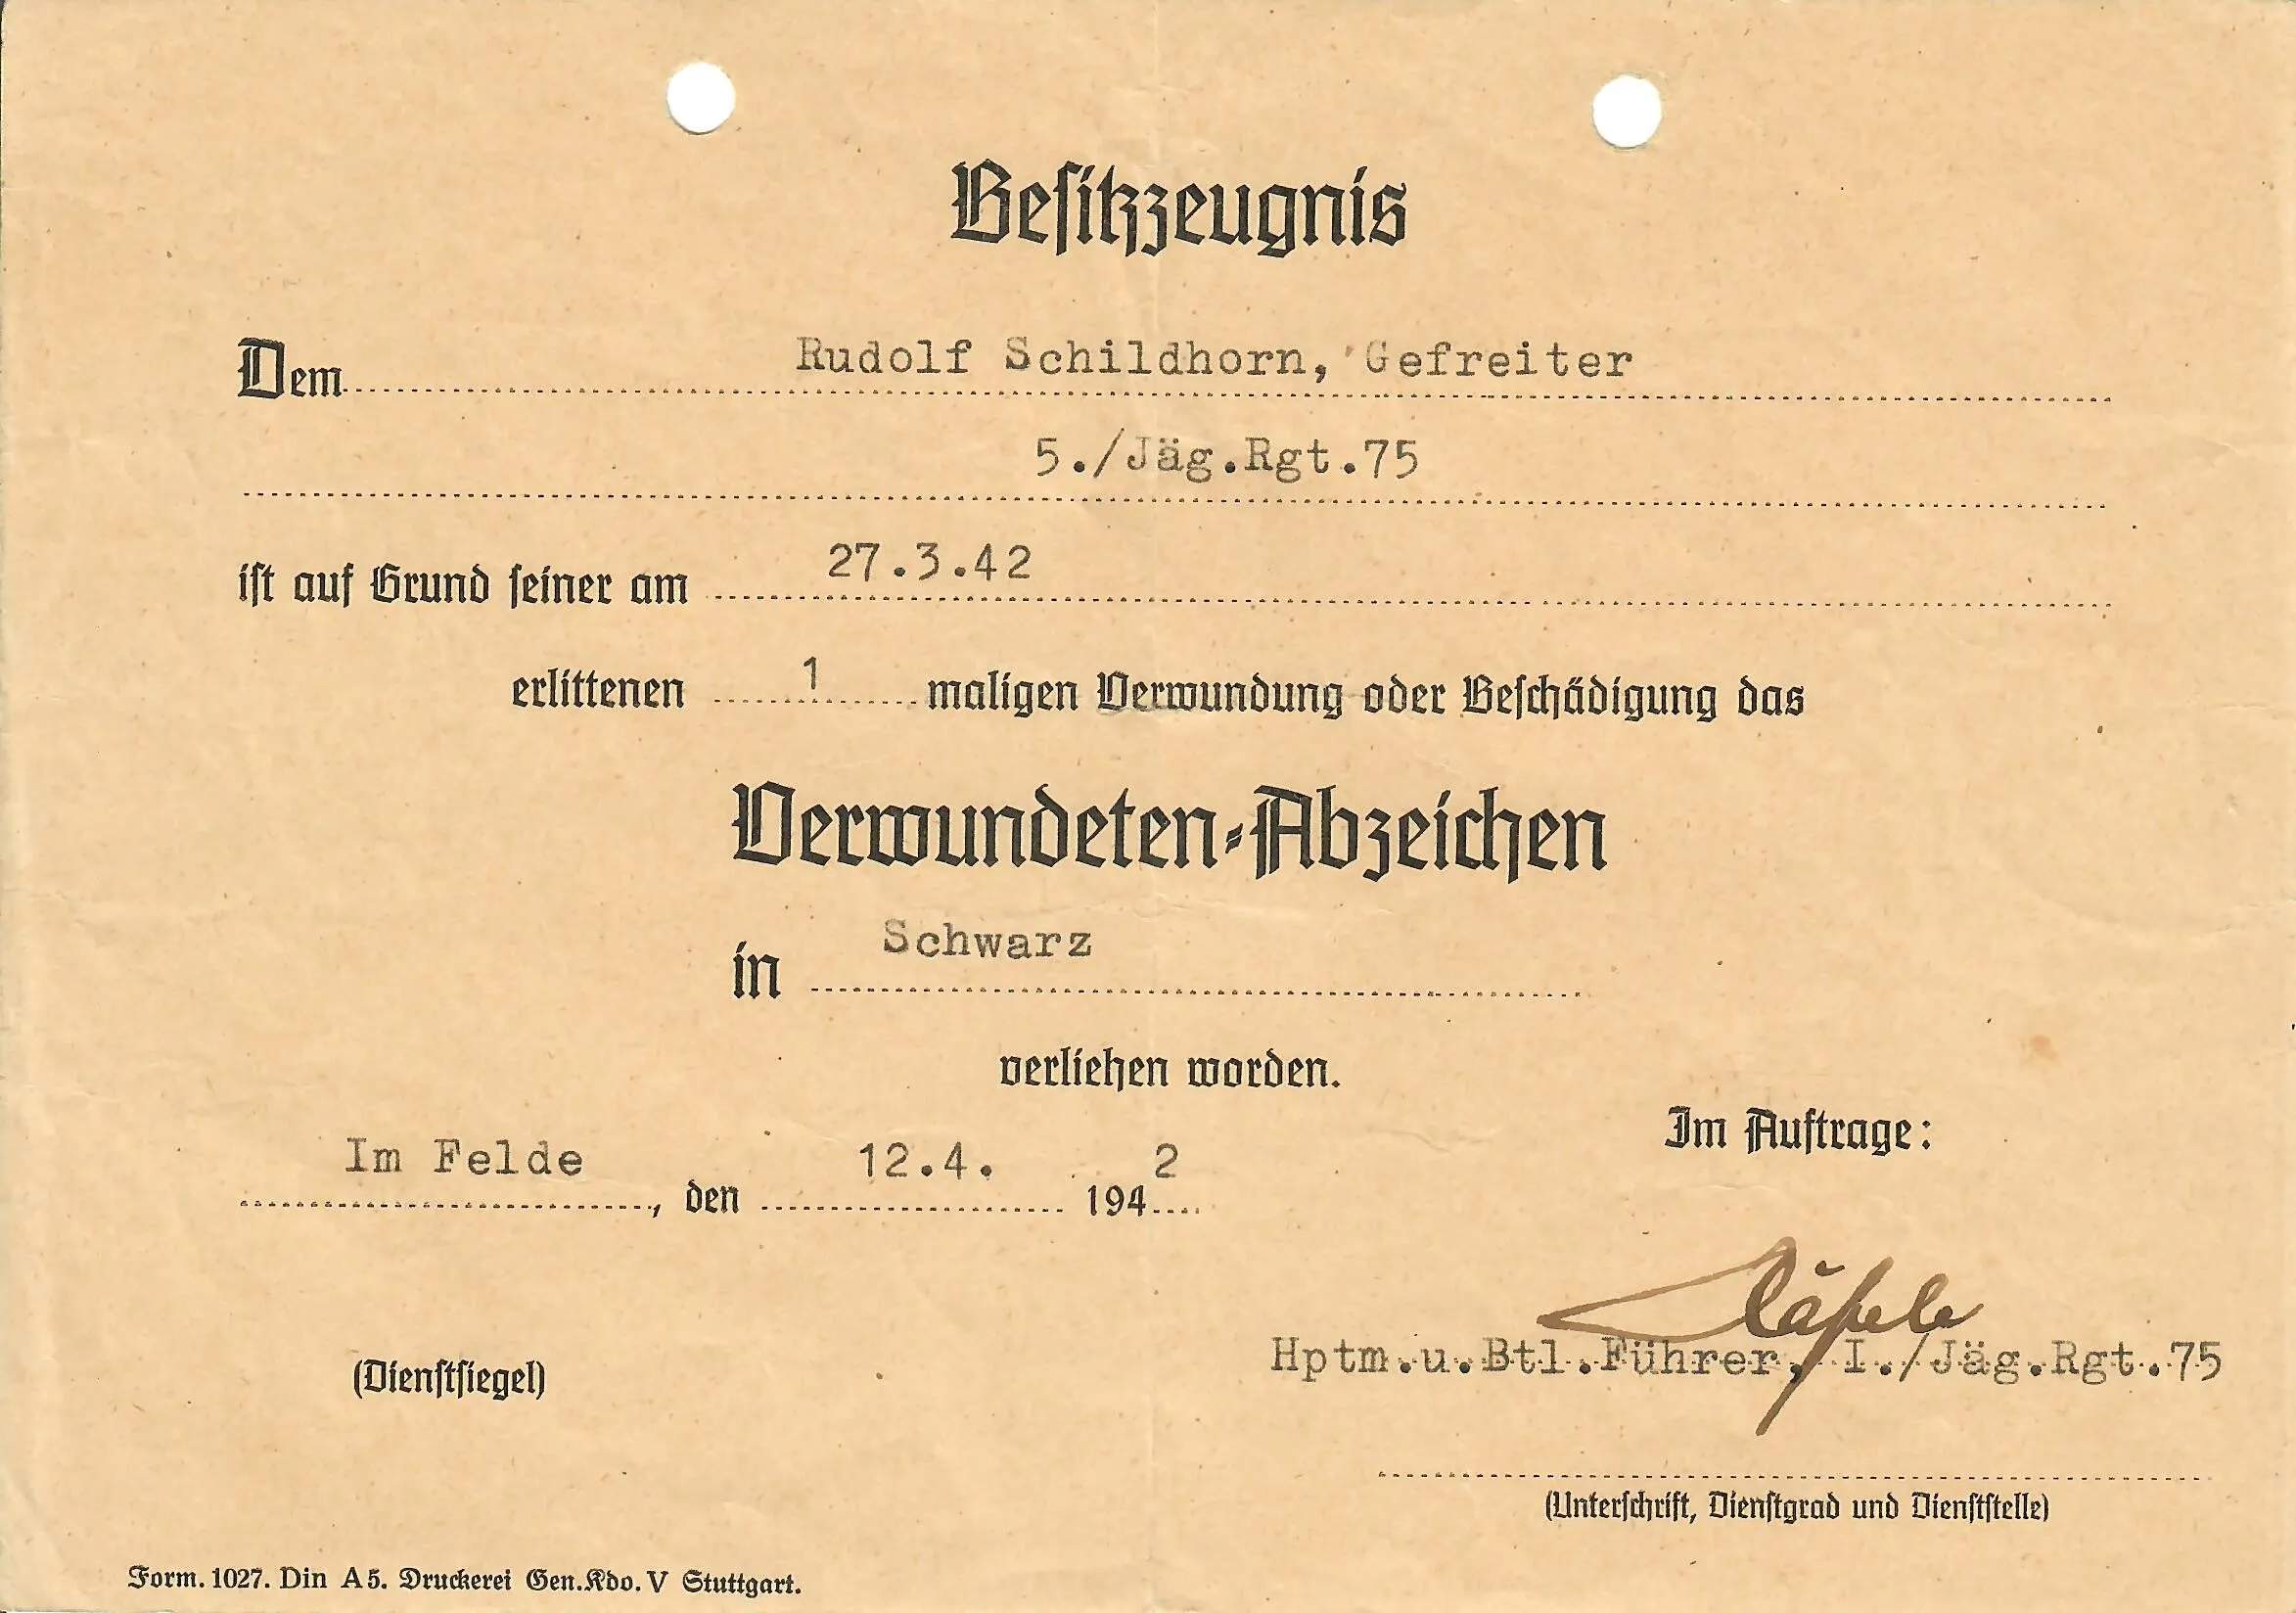 Besitzzeugnis
Dem Rudolf Schildhorn, Gefreiter
5./Jäg.Rgt.75
ist auf Grund seiner am 27.3.42
erlittenen 1 maligen Verwundung oder Beschädigung das
Verwundeten-Abzeichen
in Schwarz
verliehen worden.
Im Auftrage:
Im Felde, den 12.4. 1942
Hptm.u.Btl.Führer, I./Jäg.Rgt.75
(Dienstsiegel)
(Unterschrift, Dienstgrad und Dienststelle)
Form. 1027. Din A 5. Druckerei Gen.Kdo. V Stuttgart.